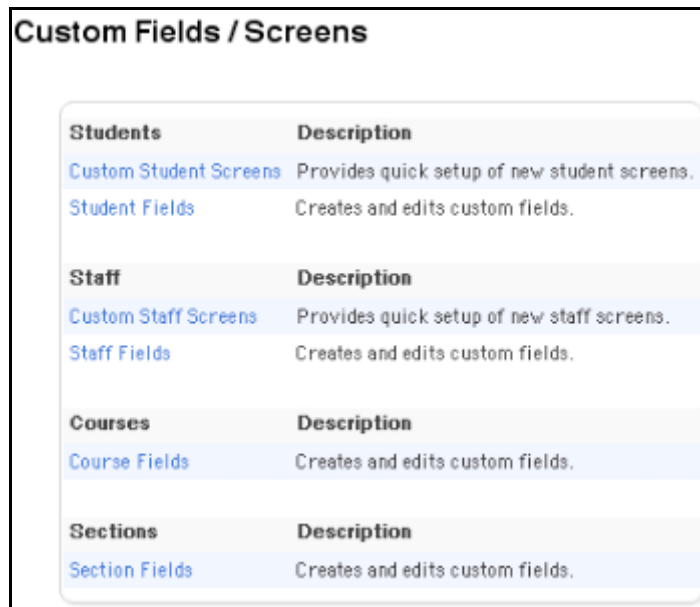 Custom Fields / Screens
Students Description
Custom Student Screens Provides quick setup of new student screens.
Student Fields Creates and edits custom fields.
Staff Description
Custom Staff Screens Provides quick setup of new staff screens.
Staff Fields Creates and edits custom fields.
Courses Description
Course Fields Creates and edits custom fields.
Sections Description
Section Fields Creates and edits custom fields.